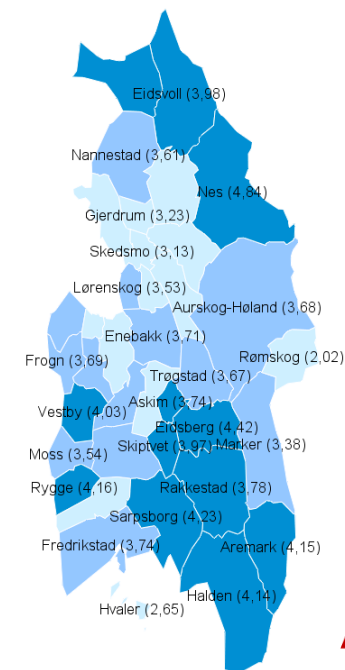 Eidsvoll (3,98)
Nannestad (3,61)
Nes (4,84)
Gjerdrum (3,23)
Skedsmo (3,13)
Lørenskog (3,53)
Aurskog-Høland (3,68)
Enebakk (3,71)
Rømskog (2,02)
Frogn (3,69)
Trøgstad (3,67)
Askim (3,74)
Vestby (4,03)
Eidsberg (4,42)
Skiptvet (3,97)
Marker (3,38)
Moss (3,54)
Rygge (4,16)
Rakkestad (3,78)
Sarpsborg (4,23)
Fredrikstad (3,74)
Aremark (4,15)
Halden (4,14)
Hvaler (2,65)